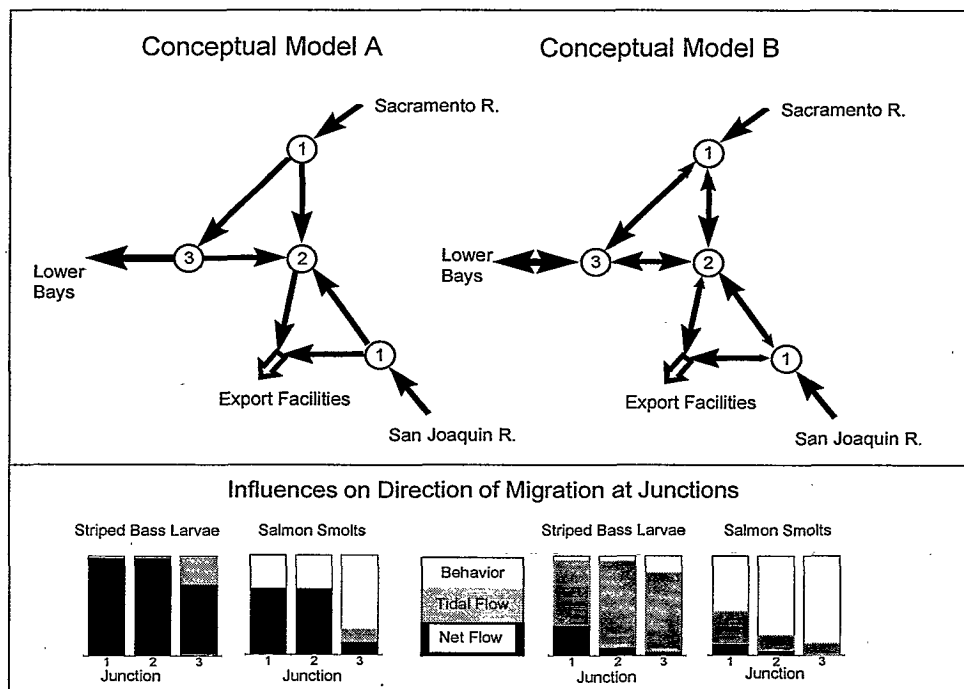 Conceptual Model A
Sacramento R.
1
3
2
Lower
Bays
1
Export Facilities
San Joaquin R.
Conceptual Model B
Sacramento R.
1
3
2
Lower
Bays
1
Export Facilities
San Joaquin R.
Influences on Direction of Migration at Junctions
Striped Bass Larvae
1 2 3
Junction
Salmon Smolts
1 2 3
Junction
Behavior
Tidal Flow
Net Flow
Striped Bass Larvae
1 2 3
Junction
Salmon Smolts
1 2 3
Junction